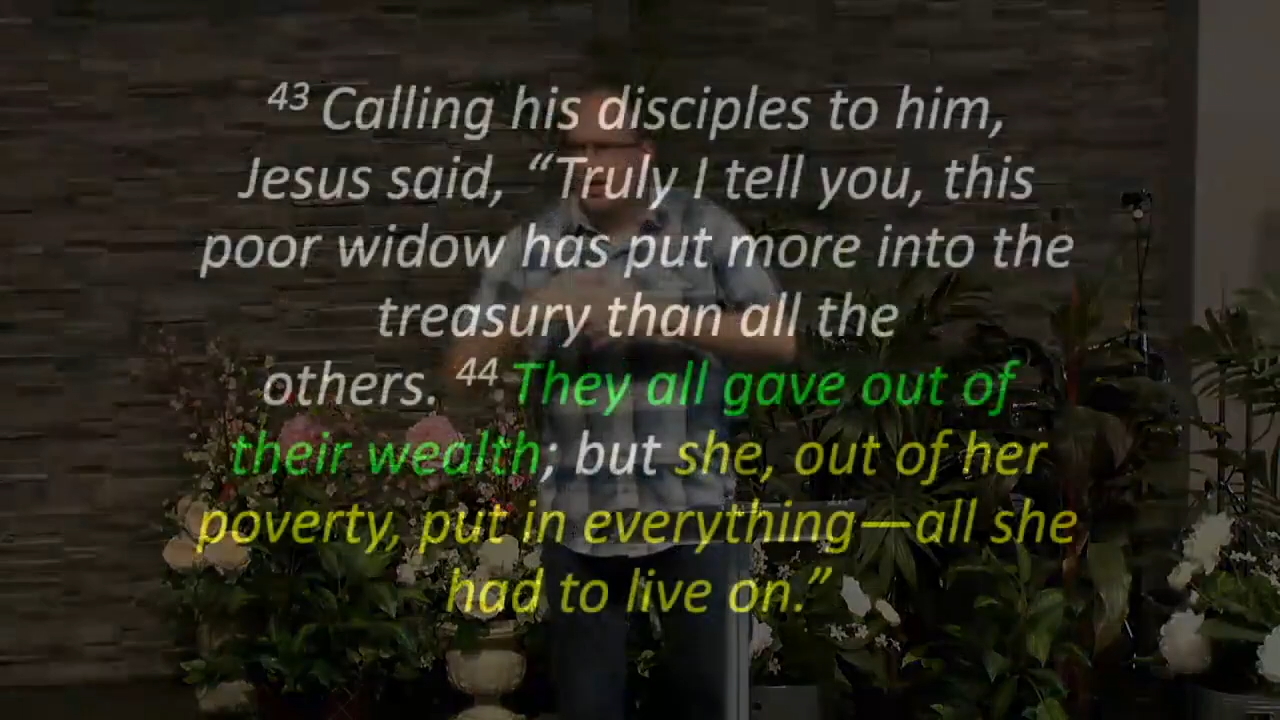 43 Calling his disciples to him,
Jesus said, “Truly I tell you, this
poor widow has put more into the
treasury than all the
others. 44 They all gave out of
their wealth; but she, out of her
poverty, put in everything—all she
had to live on.”